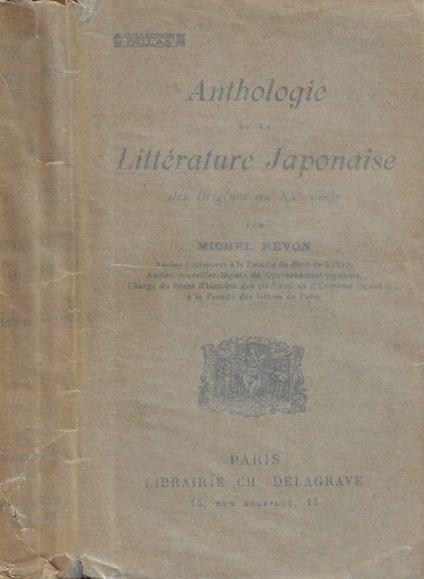 COLLECTION
PALLAS
Anthologie
DE LA
Littérature Japonaise
des Origines au XXe siècle
PAR
MICHEL REVON
Ancien professeur à la Faculté de droit de Tokyo,
Ancien conseiller-légiste du Gouvernement japonais,
Chargé du cours d'histoire des civilisations d'Extrême-Orient
à la Faculté des lettres de Paris
PARIS
LIBRAIRIE CH. DELAGRAVE
15, RUE SOUFFLOT, 15